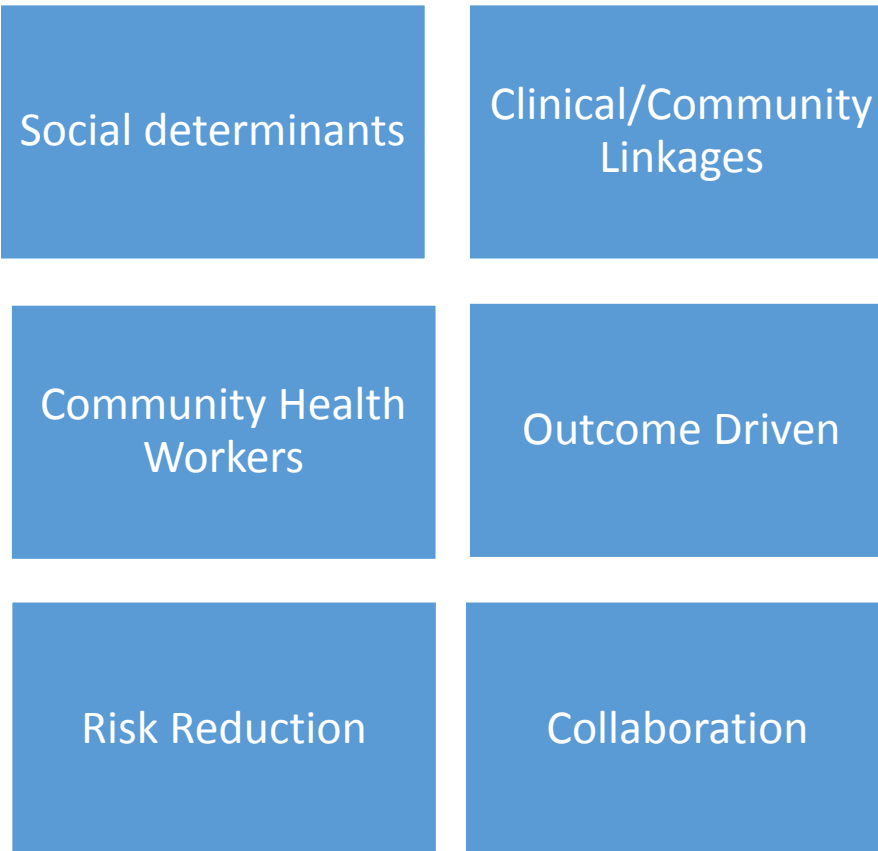 Social determinants
Clinical/Community
Linkages
Community Health
Workers
Outcome Driven
Risk Reduction
Collaboration